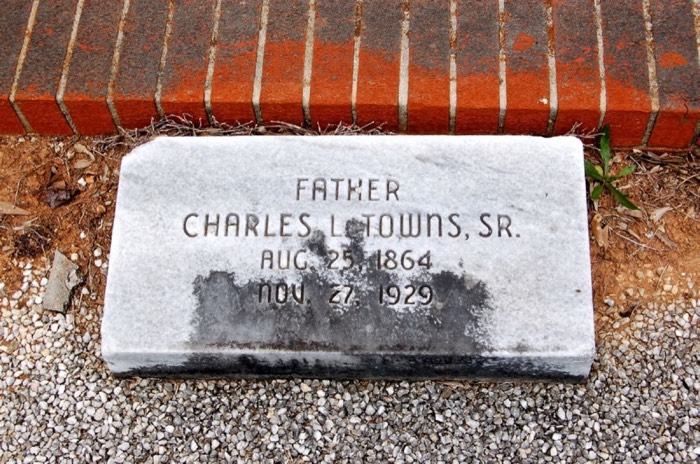 FATHER
CHARLES L. TOWNS, SR.
AUG. 25, 1864
NOV. 27, 1929